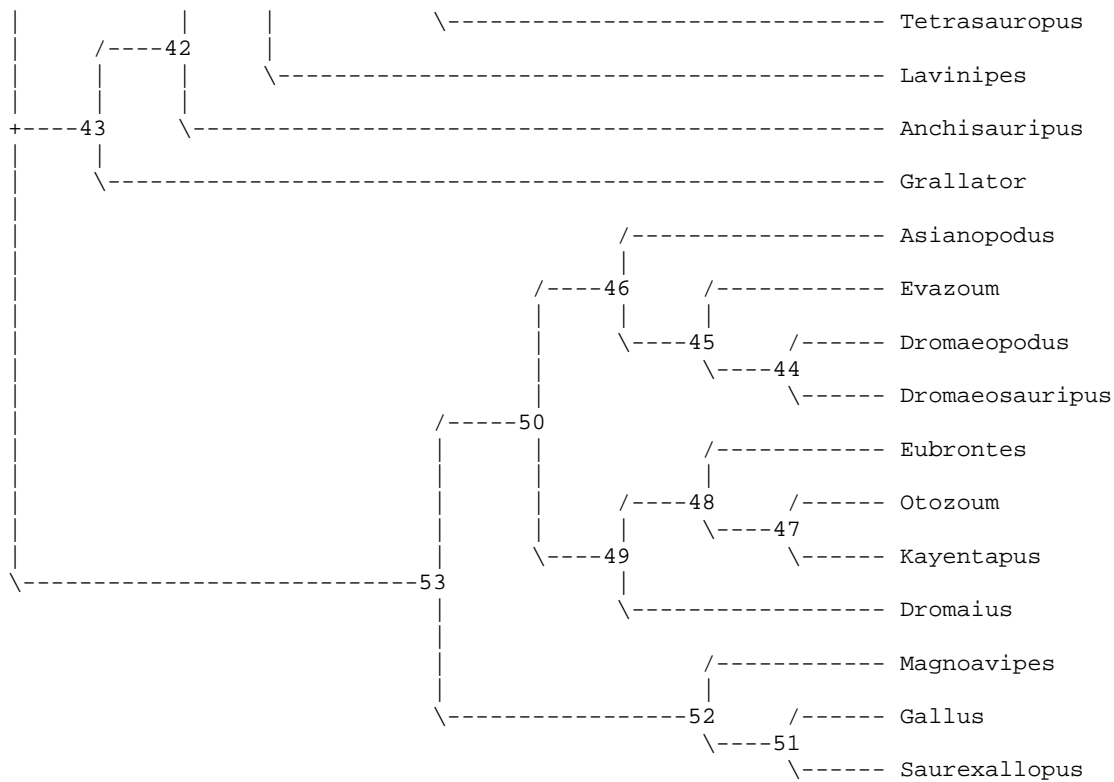 Tetrasauropus
42
Lavinipes
43
Anchisauripus
Grallator
Asianopodus
46
Evazoum
45
Dromaeopodus
44
Dromaeosauripus
50
Eubrontes
48
Otozoum
47
49
Kayentapus
53
Dromaius
Magnoavipes
52
Gallus
51
Saurexallopus